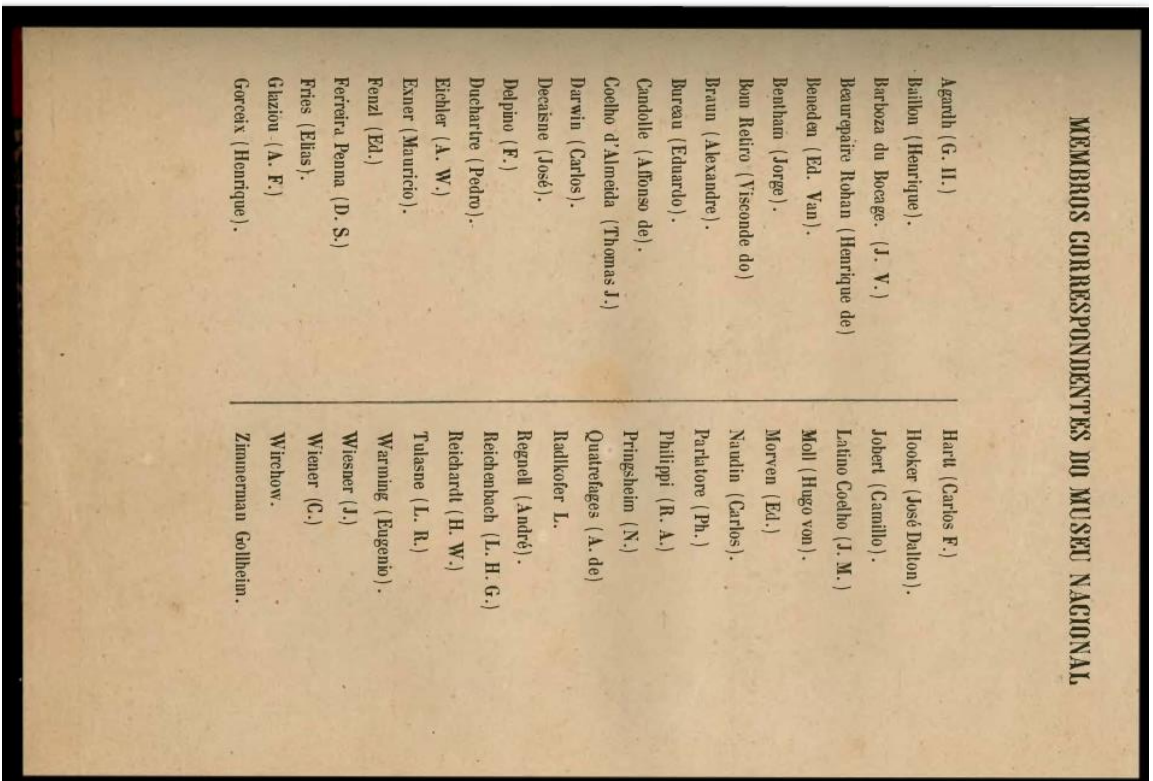 MEMBROS CORRESPONDENTES DO MUSEU NACIONAL
Agardh (G. H.)
Baillon (Henrique).
Barboza du Bocage. (J. V.)
Beaurepaire Rohan (Henrique de)
Beneden (Ed. Van).
Bentham (Jorge).
Bom Retiro (Visconde do)
Braun (Alexandre).
Bureau (Eduardo).
Candolle (Affonso de).
Coelho d'Almeida (Thomas J.)
Darwin (Carlos).
Decaisne (José).
Delpino (F.)
Duchartre (Pedro).
Eichler (A. W.)
Exner (Mauricio).
Fenzl (Ed.)
Ferreira Penna (D. S.)
Fries (Elias).
Glaziou (A. F.)
Gorceix (Henrique).
Hartt (Carlos F.)
Hooker (José Dalton).
Jobert (Camillo).
Latino Coelho (J. M.)
Moll (Hugo von).
Morven (Ed.)
Naudin (Carlos).
Parlatore (Ph.)
Philippi (R. A.)
Pringsheim (N.)
Quatrefages (A. de)
Radlkofer L.
Regnell (André).
Reichenbach (L. H. G.)
Reichardt (H. W.)
Tulasne (L. R.)
Warming (Eugenio).
Wiesner (J.)
Wiener (C.)
Wirchow.
Zimmerman Gollheim.